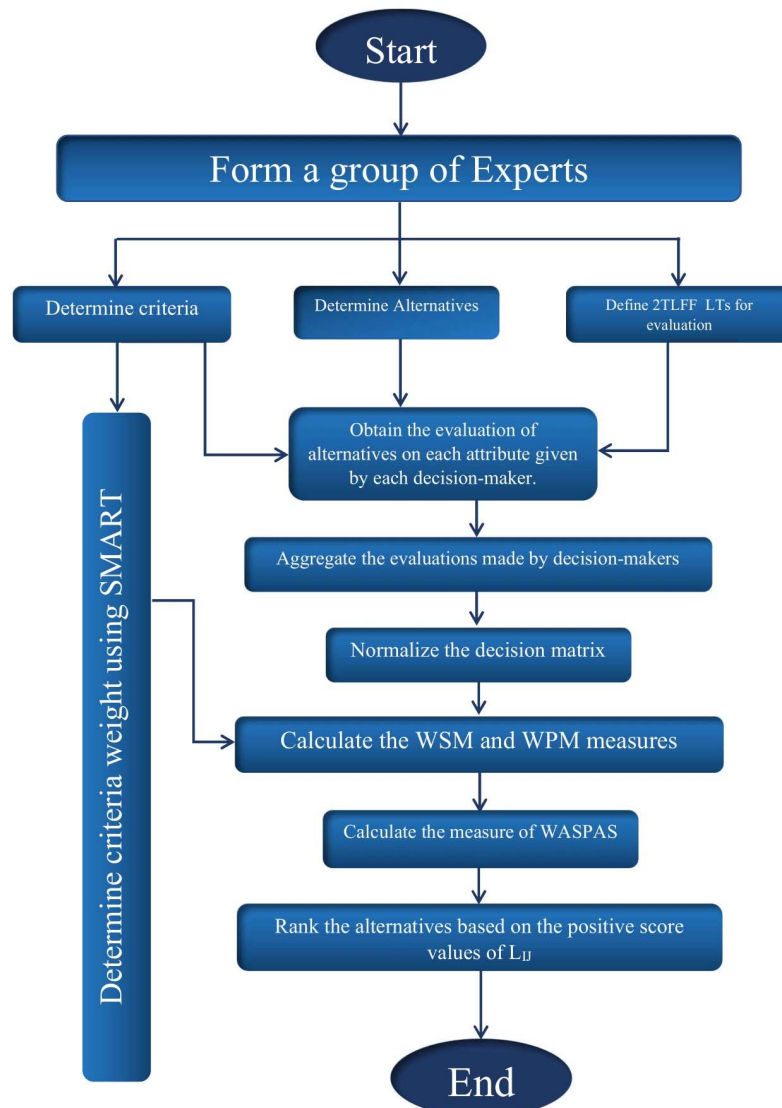 Start
Form a group of Experts
Determine criteria
Determine Alternatives
Define 2TLFF LTs for
evaluation
Obtain the evaluation of
alternatives on each attribute given
by each decision-maker.
Aggregate the evaluations made by decision-makers
Normalize the decision matrix
Determine criteria weight using SMART
Calculate the WSM and WPM measures
Calculate the measure of WASPAS
Rank the alternatives based on the positive score
values of L_IJ
End